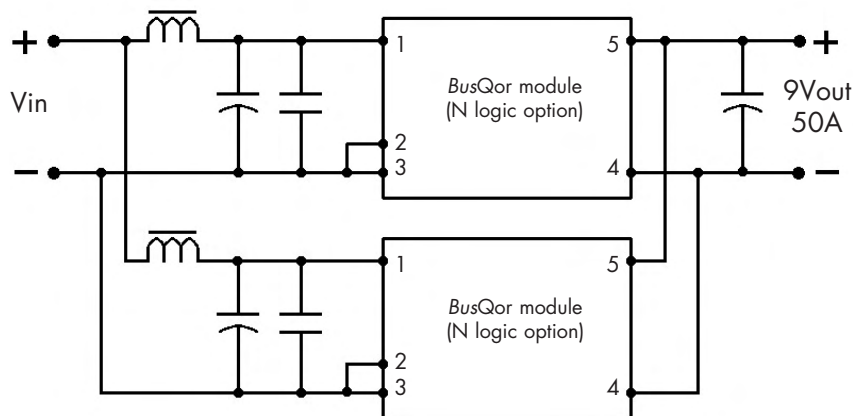 + 1 5 +
BusQor module
(N logic option)
Vin 9Vout
50A
2
− 3 4 −
1 5
BusQor module
(N logic option)
2
3 4